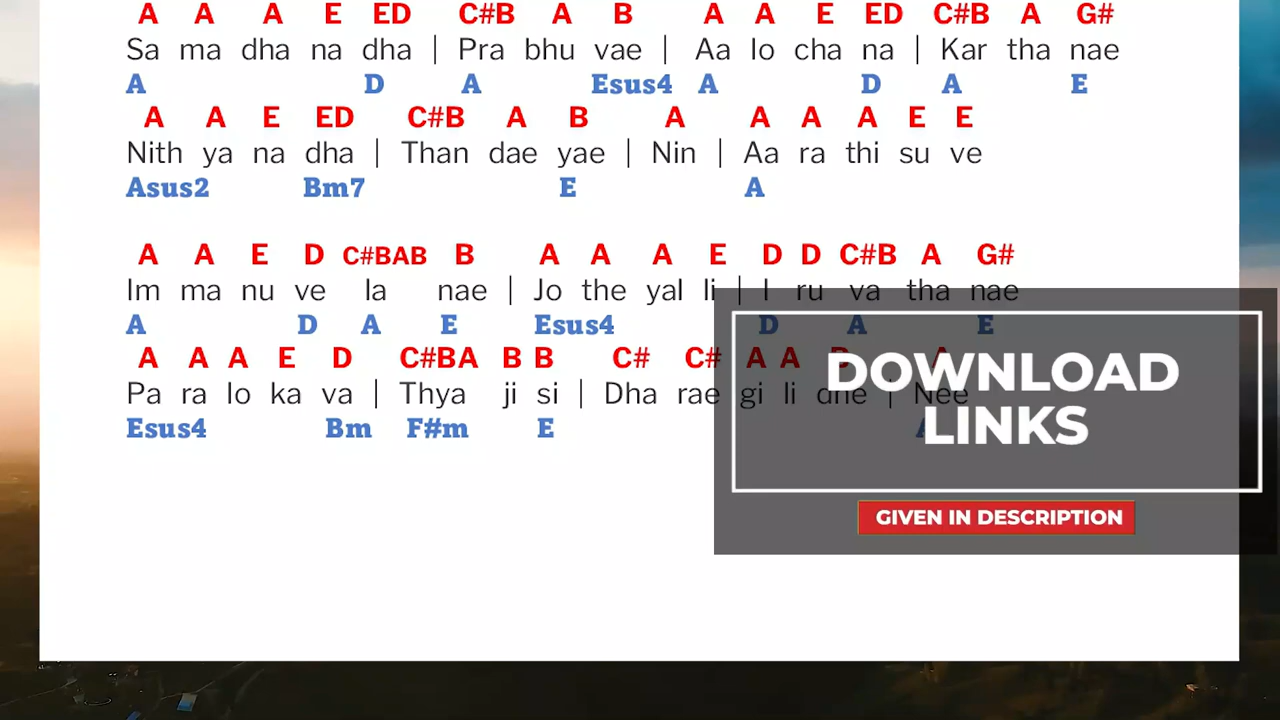 A A A E ED C#B A B A A E ED C#B A G#
Sa ma dha na dha | Pra bhu vae | Aa lo cha na | Kar tha nae
A D A Esus4 A D A E
A A E ED C#B A B A A A A E E
Nith ya na dha | Than dae yae | Nin | Aa ra thi su ve
Asus2 Bm7 E A
A A E D C#BAB B A A A E D D C#B A G#
Im ma nu ve la nae | Jo the yal li | I ru va tha nae
A D A E Esus4 D A E
A A A E D C#BA B B C# C# A A A
Pa ra lo ka va | Thya ji si | Dha rae gi li dhe | Nee
Esus4 Bm F#m E A
DOWNLOAD
LINKS
GIVEN IN DESCRIPTION